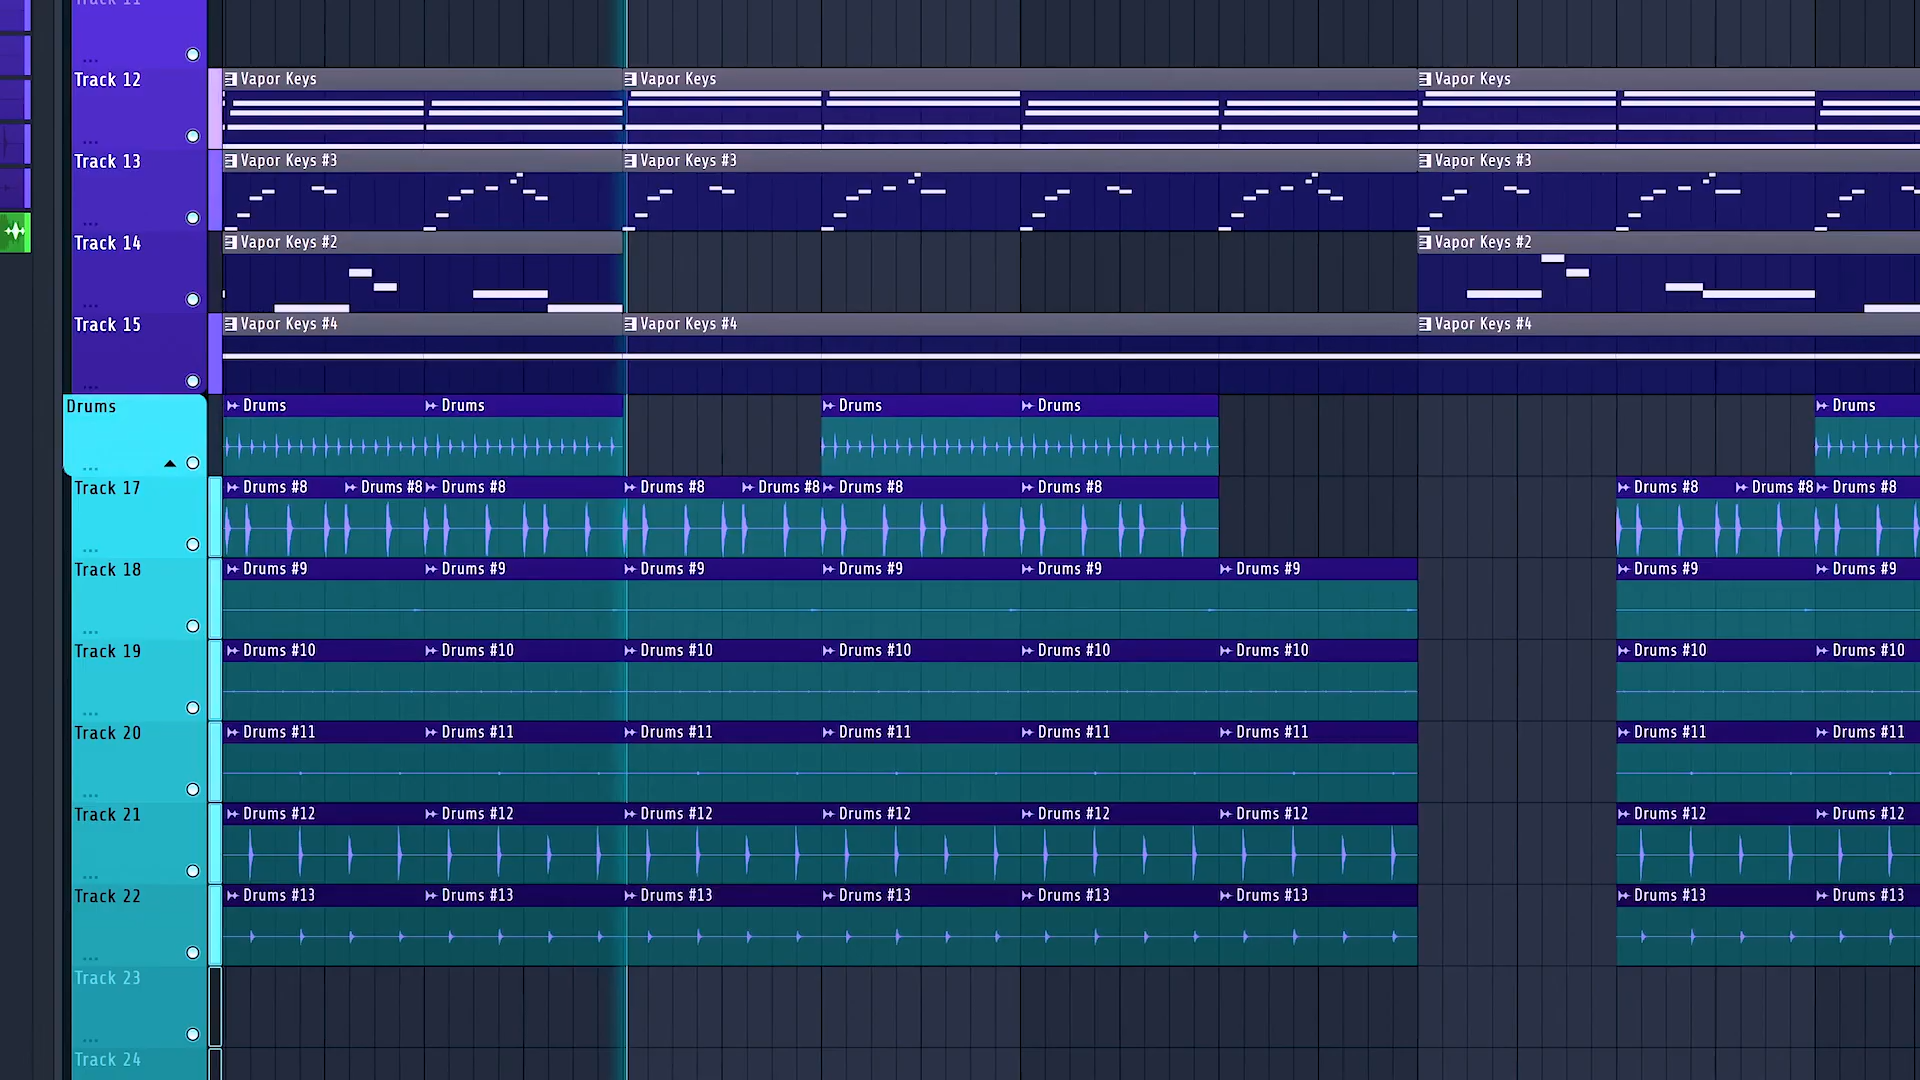 Track 11
Track 12 Vapor Keys Vapor Keys Vapor Keys
Track 13 Vapor Keys #3 Vapor Keys #3 Vapor Keys #3
Track 14 Vapor Keys #2 Vapor Keys #2
Track 15 Vapor Keys #4 Vapor Keys #4 Vapor Keys #4
Drums Drums Drums Drums Drums Drums
Track 17 Drums #8 Drums #8 Drums #8 Drums #8 Drums #8 Drums #8 Drums #8 Drums #8 Drums #8 Drums #8
Track 18 Drums #9 Drums #9 Drums #9 Drums #9 Drums #9 Drums #9 Drums #9 Drums #9
Track 19 Drums #10 Drums #10 Drums #10 Drums #10 Drums #10 Drums #10 Drums #10 Drums #10
Track 20 Drums #11 Drums #11 Drums #11 Drums #11 Drums #11 Drums #11 Drums #11 Drums #11
Track 21 Drums #12 Drums #12 Drums #12 Drums #12 Drums #12 Drums #12 Drums #12 Drums #12
Track 22 Drums #13 Drums #13 Drums #13 Drums #13 Drums #13 Drums #13 Drums #13 Drums #13
Track 23
Track 24